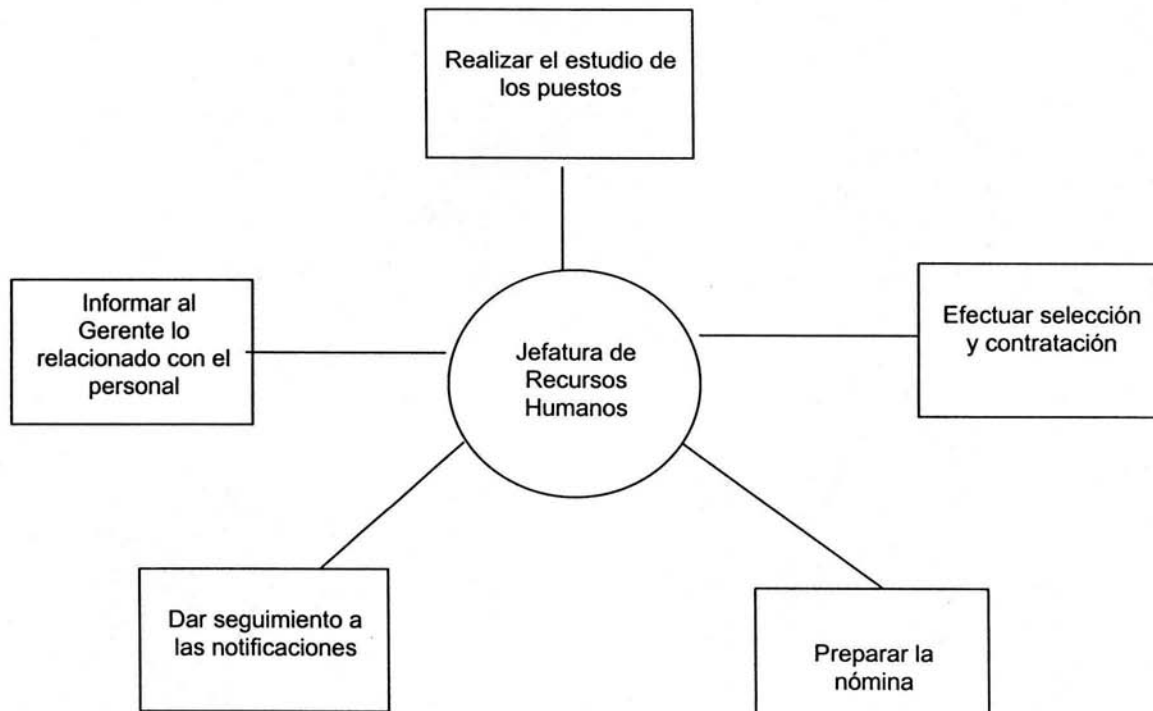 Realizar el estudio de
los puestos
Informar al
Gerente lo
relacionado con el
personal
Jefatura de
Recursos
Humanos
Efectuar selección
y contratación
Dar seguimiento a
las notificaciones
Preparar la
nómina